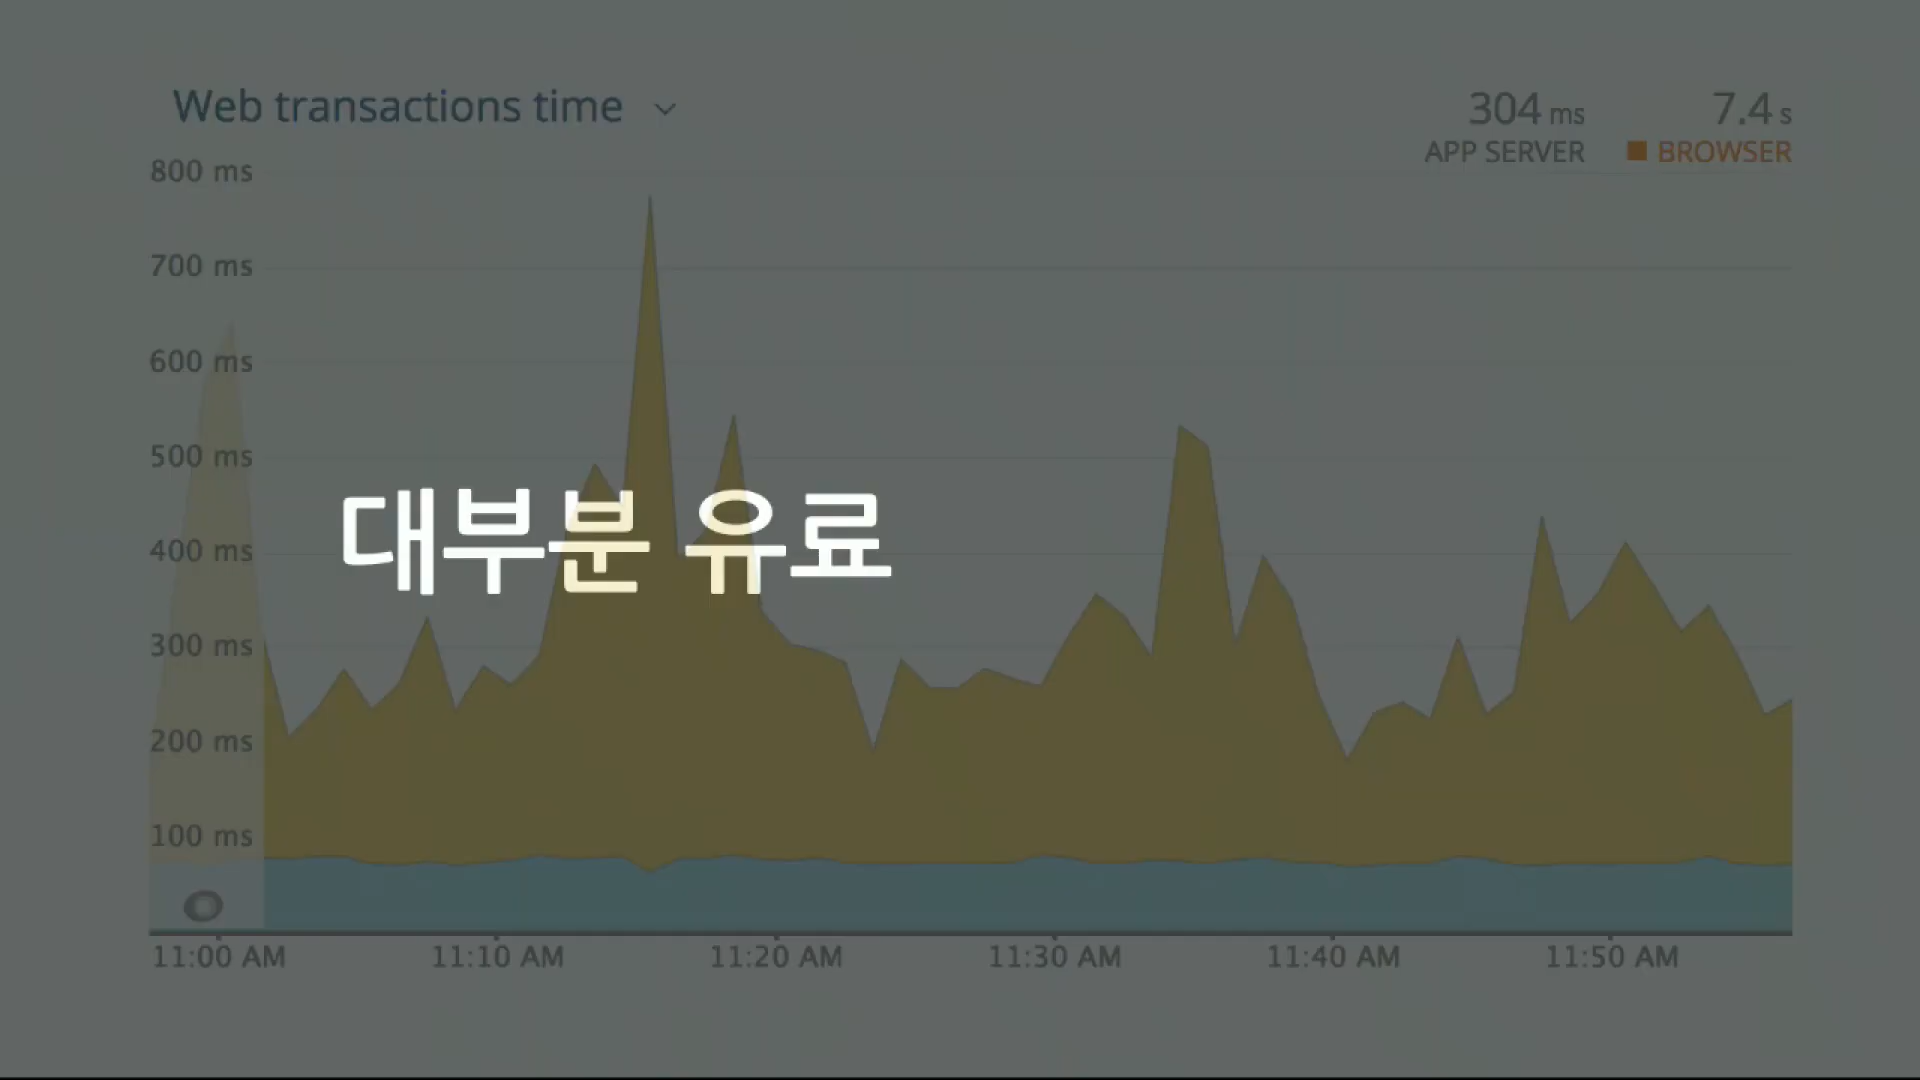 Web transactions time
304 ms
APP SERVER
7.4 s
BROWSER
800 ms
700 ms
600 ms
500 ms
대부분 유료
400 ms
300 ms
200 ms
100 ms
11:00 AM 11:10 AM 11:20 AM 11:30 AM 11:40 AM 11:50 AM